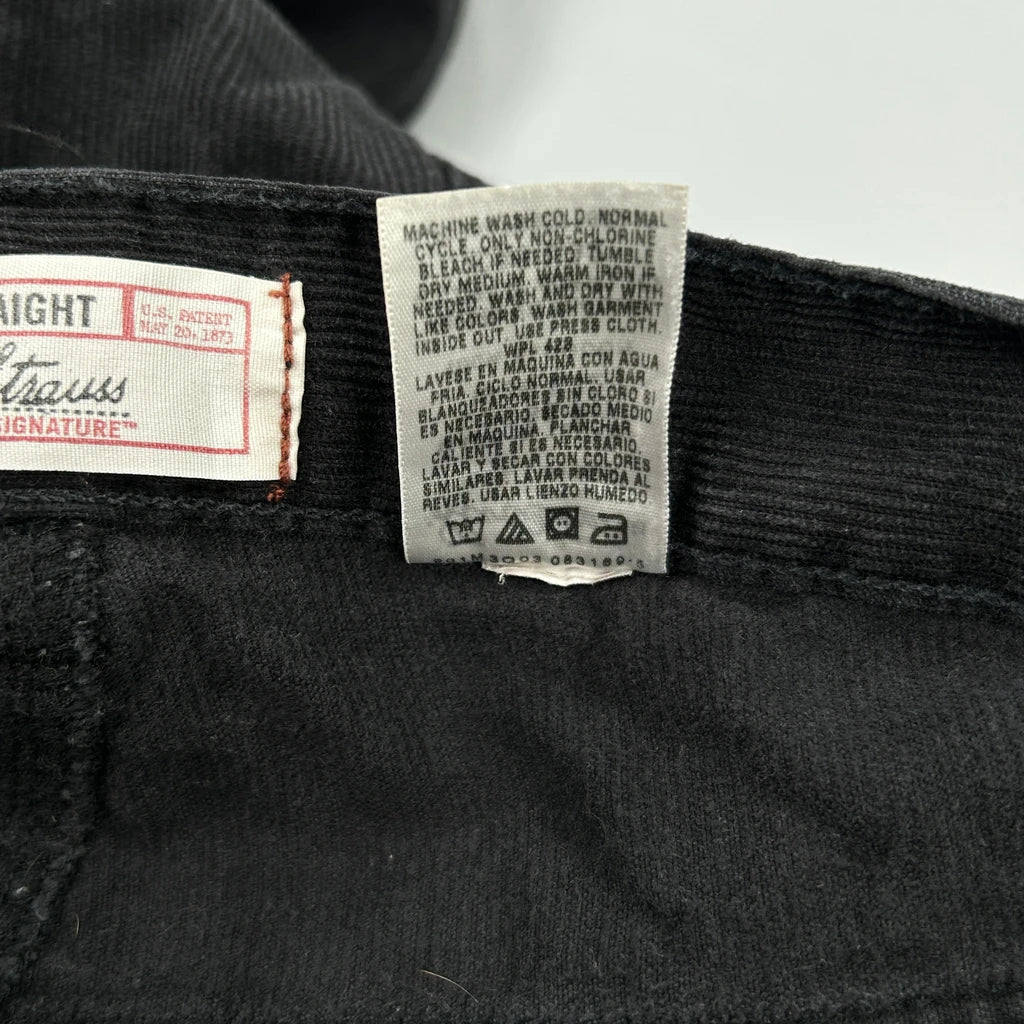 AIGHT
U.S. PATENT
MAY 20, 1873
Strauss
SIGNATURE™
MACHINE WASH COLD. NORMAL
CYCLE. ONLY NON-CHLORINE
BLEACH IF NEEDED. TUMBLE
DRY MEDIUM. WARM IRON IF
NEEDED. WASH AND DRY WITH
LIKE COLORS. WASH GARMENT
INSIDE OUT. USE PRESS CLOTH.
WPL 423
LAVESE EN MAQUINA CON AGUA
FRIA. CICLO NORMAL. USAR
BLANQUEADORES SIN CLORO SI
ES NECESARIO. SECADO MEDIO
EN MAQUINA. PLANCHAR
CALIENTE SI ES NECESARIO.
LAVAR Y SECAR CON COLORES
SIMILARES. LAVAR PRENDA AL
REVES. USAR LIENZO HUMEDO